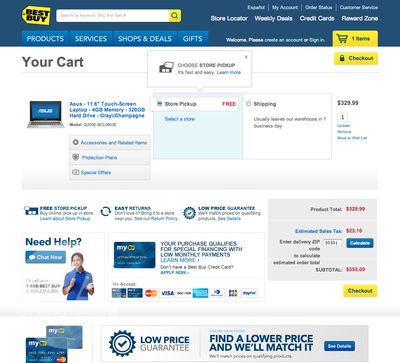 BEST BUY
Español | My Account | Order Status | Customer Service
Search by Keyword, SKU # or Item #
Store Locator Weekly Deals Credit Cards Reward Zone
PRODUCTS SERVICES SHOPS & DEALS GIFTS
Welcome. Please create an account or Sign in.
1 Items
Your Cart
CHOOSE STORE PICKUP
It's fast and easy. Learn more
Checkout
Asus - 11.6" Touch-Screen
Laptop - 4GB Memory - 320GB
Hard Drive - Gray/Champagne
Store Pickup FREE
Select a store
Shipping
Usually leaves our warehouse in 1
business day
$329.99
1
Update
Remove
Move to Wish List
Accessories and Related Items
Protection Plans
Special Offers
FREE STORE PICKUP
Buy online, pick up in store.
Learn about Store Pickup
EASY RETURNS
Don't love it? Bring it to a store
near you. See our Return Policy
LOW PRICE GUARANTEE
We'll match prices on qualifying
products. See Details.
Product Total: $329.99
Estimated Sales Tax: $23.10
Enter delivery ZIP
code
30301
Calculate
to calculate
estimated order total
SUBTOTAL: $353.09
Checkout
Need Help?
Chat Now
Or call us at
1-888-BEST BUY
YOUR PURCHASE QUALIFIES
FOR SPECIAL FINANCING WITH
LOW MONTHLY PAYMENTS
LEARN MORE ›
Don't have a Best Buy Credit Card?
APPLY NOW ›
We Accept:
VISA
PayPal
LOW PRICE
GUARANTEE
FIND A LOWER PRICE
AND WE'LL MATCH IT
We'll match prices on qualifying products.
See Details